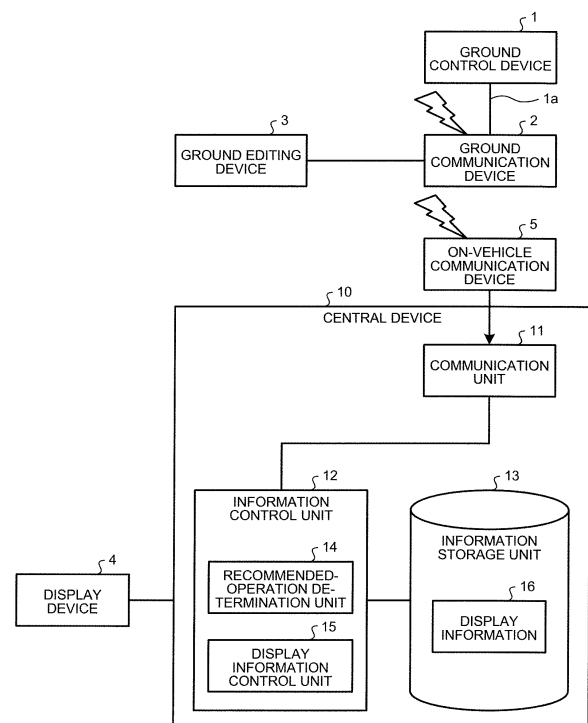 1
GROUND
CONTROL DEVICE
1a
3
2
GROUND EDITING
DEVICE
GROUND
COMMUNICATION
DEVICE
5
ON-VEHICLE
COMMUNICATION
DEVICE
10
CENTRAL DEVICE
11
COMMUNICATION
UNIT
12
13
INFORMATION
CONTROL UNIT
INFORMATION
STORAGE UNIT
4
14
16
DISPLAY
DEVICE
RECOMMENDED-
OPERATION DE-
TERMINATION UNIT
DISPLAY
INFORMATION
15
DISPLAY
INFORMATION
CONTROL UNIT